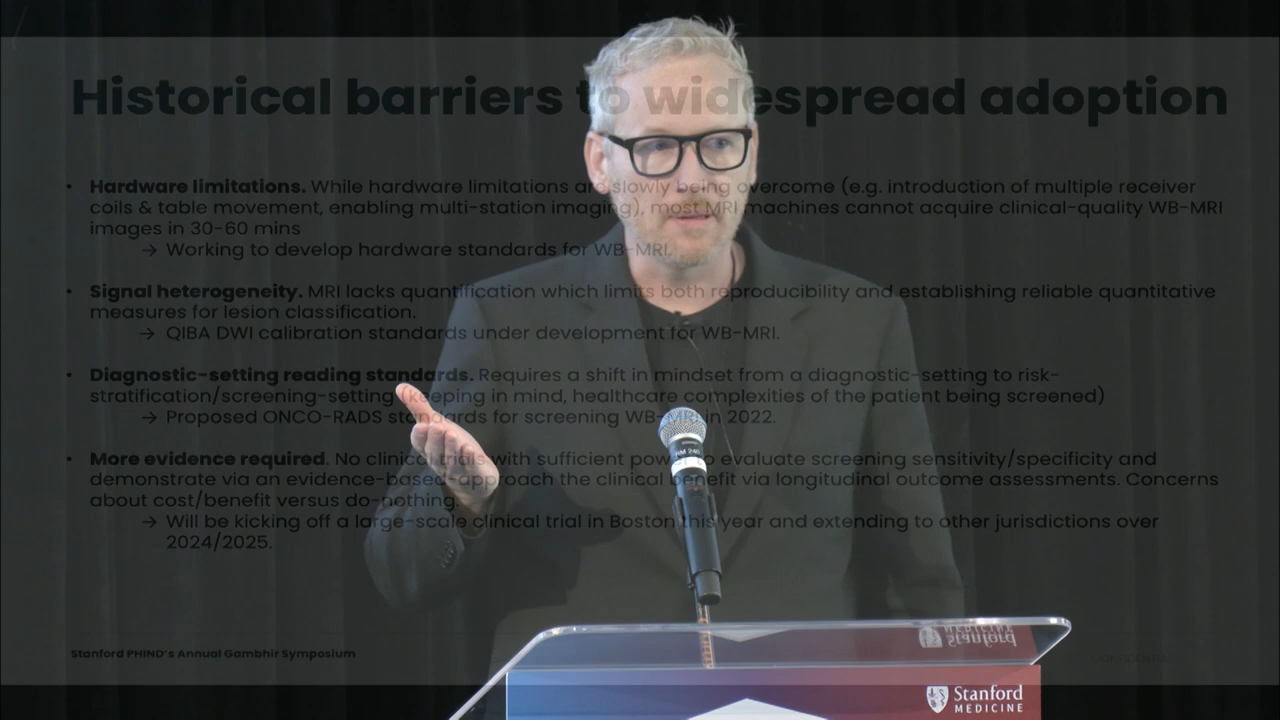 Historical barriers to widespread adoption
• Hardware limitations. While hardware limitations are slowly being overcome (e.g. introduction of multiple receiver
coils & table movement, enabling multi-station imaging), most MRI machines cannot acquire clinical-quality WB-MRI
images in 30-60 mins
→ Working to develop hardware standards for WB-MRI.
• Signal heterogeneity. MRI lacks quantification which limits both reproducibility and establishing reliable quantitative
measures for lesion classification.
→ QIBA DWI calibration standards under development for WB-MRI.
• Diagnostic-setting reading standards. Requires a shift in mindset from a diagnostic-setting to risk-
stratification/screening-setting (keeping in mind, healthcare complexities of the patient being screened)
→ Proposed ONCO-RADS standards for screening WB-MRI in 2022.
• More evidence required. No clinical trials with sufficient power to evaluate screening sensitivity/specificity and
demonstrate via an evidence-based approach the clinical benefit via longitudinal outcome assessments. Concerns
about cost/benefit versus do-nothing.
→ Will be kicking off a large-scale clinical trial in Boston this year and extending to other jurisdictions over
2024/2025.
Stanford PHIND's Annual Gambhir Symposium
CONFIDENTIAL
Stanford
MEDICINE
Stanford
MEDICINE